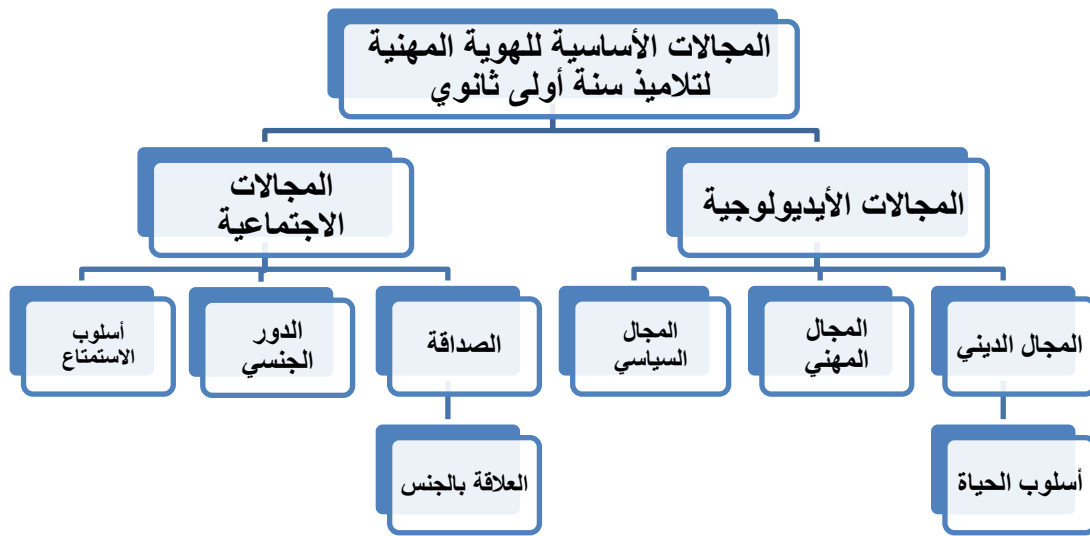 المجالات الأساسية للهوية المهنية
لتلاميذ سنة أولى ثانوي
المجالات الأيديولوجية
المجالات
الاجتماعية
المجال الديني
المجال
المهني
المجال
السياسي
الصداقة
الدور
الجنسي
أسلوب
الاستمتاع
أسلوب الحياة
العلاقة بالجنس